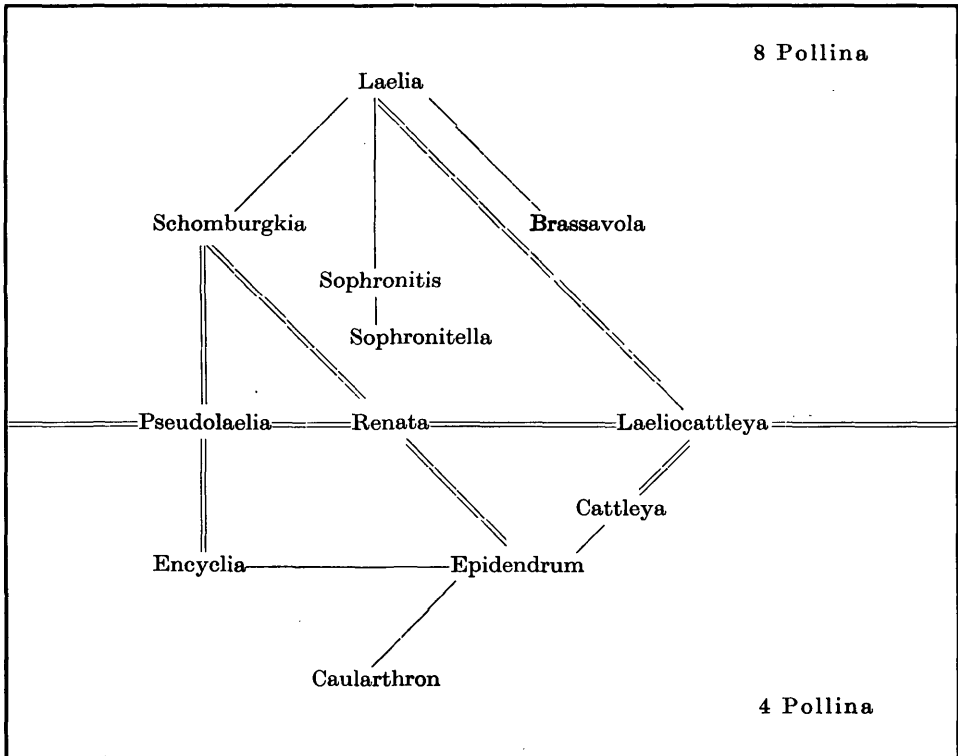 8 Pollina
Laelia
Schomburgkia
Brassavola
Sophronitis
Sophronitella
Pseudolaelia Renata Laeliocattleya
Cattleya
Encyclia Epidendrum
Caularthron
4 Pollina